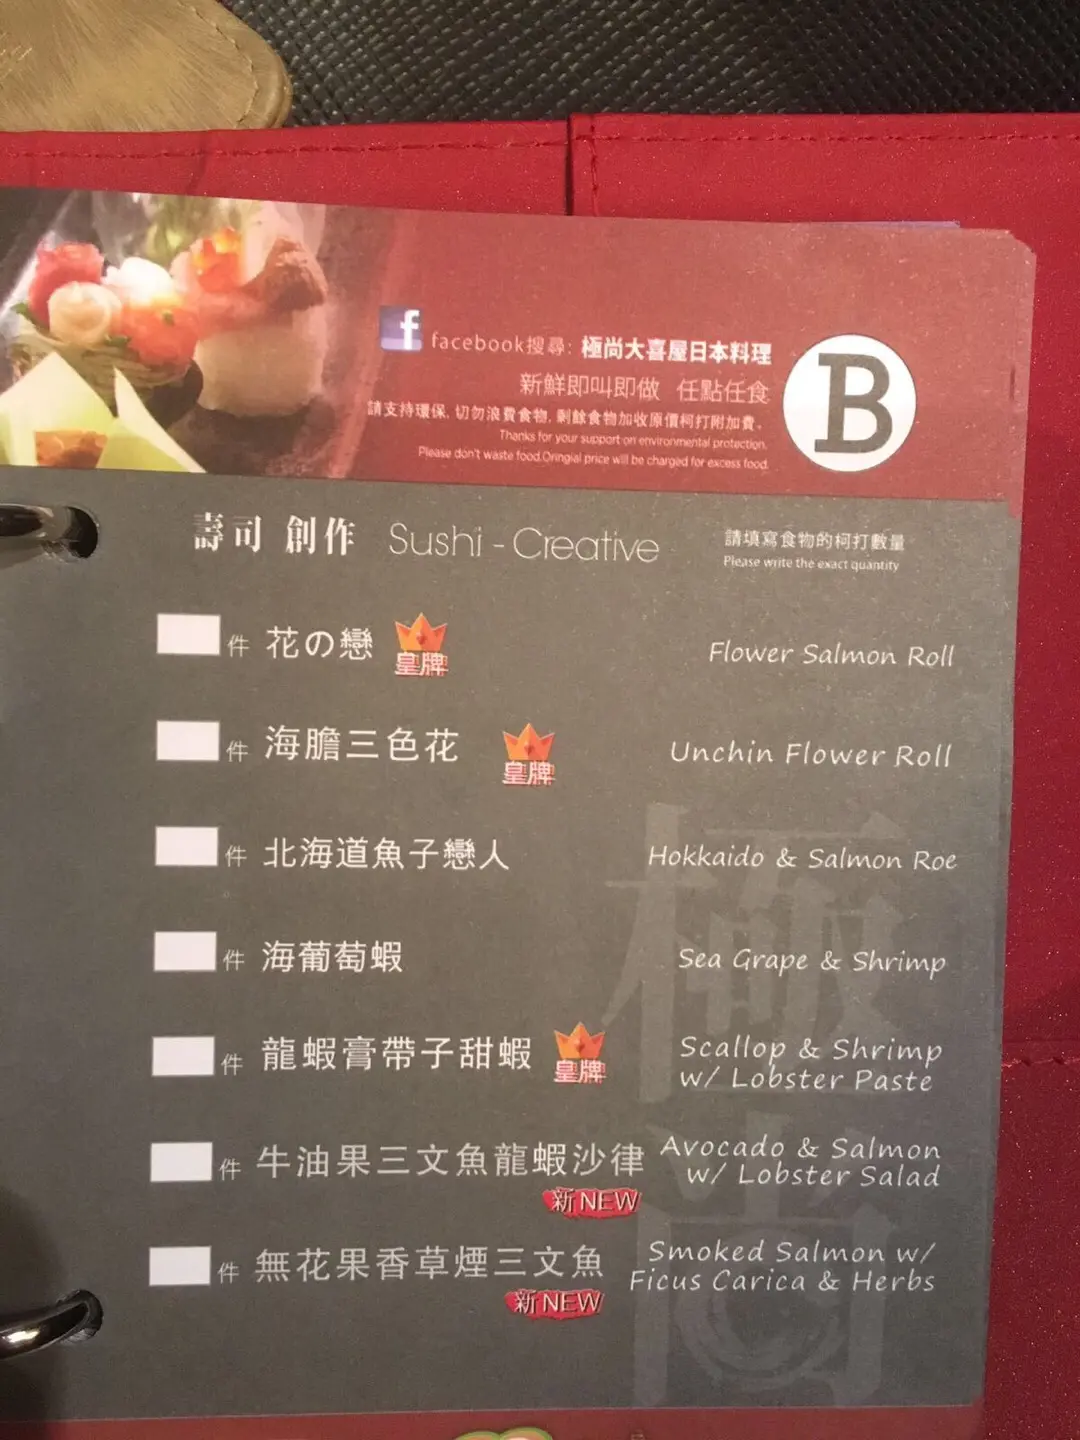 facebook搜尋: 極尚大喜屋日本料理
新鮮即叫即做 任點任食
請支持環保, 切勿浪費食物, 剩餘食物加收原價柯打附加費。
Thanks for your support on environmental protection.
Please don't waste food.Oringial price will be charged for excess food.
B
壽司 創作 Sushi - Creative
請填寫食物的柯打數量
Please write the exact quantity
件 花の戀 皇牌 Flower Salmon Roll
件 海膽三色花 皇牌 Unchin Flower Roll
件 北海道魚子戀人 Hokkaido & Salmon Roe
件 海葡萄蝦 Sea Grape & Shrimp
件 龍蝦膏帶子甜蝦 皇牌 Scallop & Shrimp
w/ Lobster Paste
件 牛油果三文魚龍蝦沙律 Avocado & Salmon
w/ Lobster Salad
新 NEW
件 無花果香草煙三文魚 Smoked Salmon w/
Ficus Carica & Herbs
新 NEW
極尚